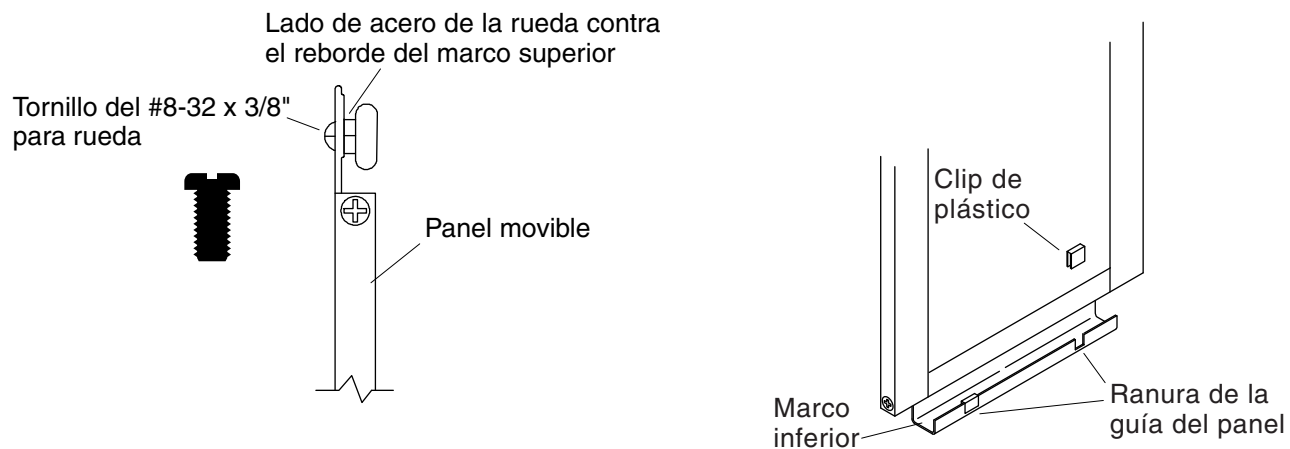 Lado de acero de la rueda contra
el reborde del marco superior
Tornillo del #8-32 x 3/8"
para rueda
Panel movible
Clip de
plástico
Marco
inferior
Ranura de la
guía del panel